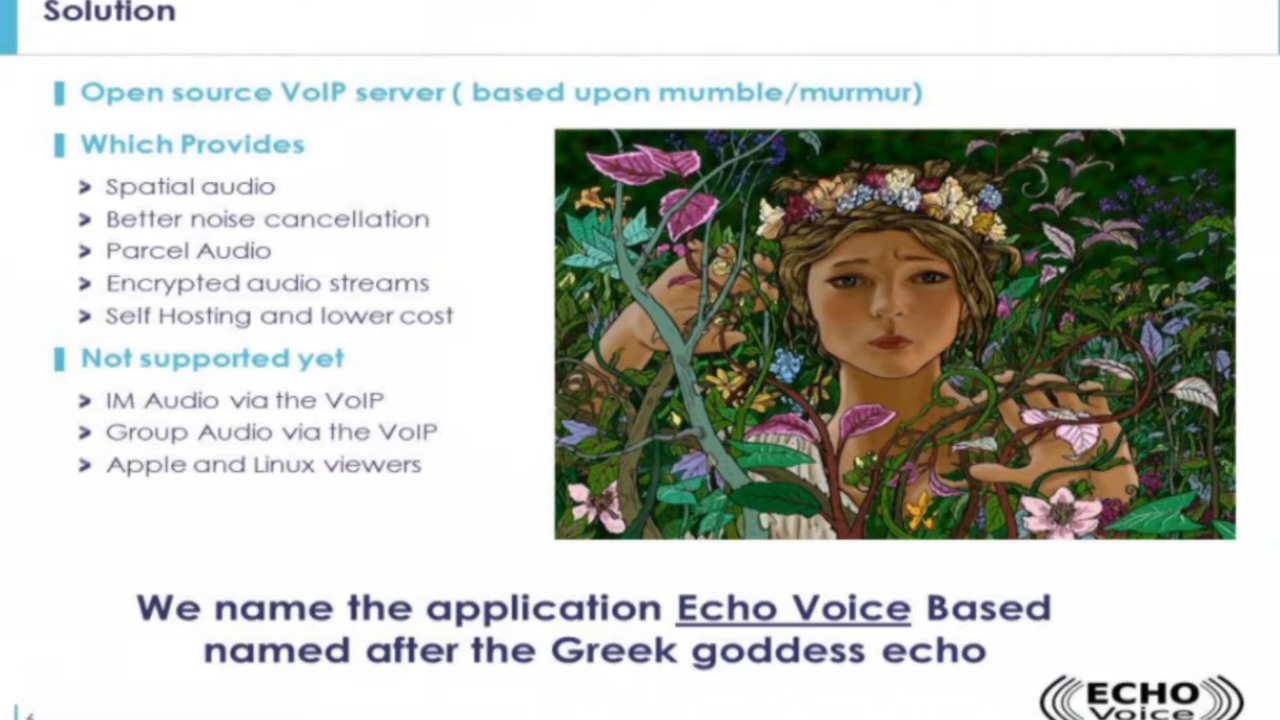 Solution
Open source VoIP server ( based upon mumble/murmur)
Which Provides
Spatial audio
Better noise cancellation
Parcel Audio
Encrypted audio streams
Self Hosting and lower cost
Not supported yet
IM Audio via the VoIP
Group Audio via the VoIP
Apple and Linux viewers
We name the application Echo Voice Based
named after the Greek goddess echo
ECHO
Voice